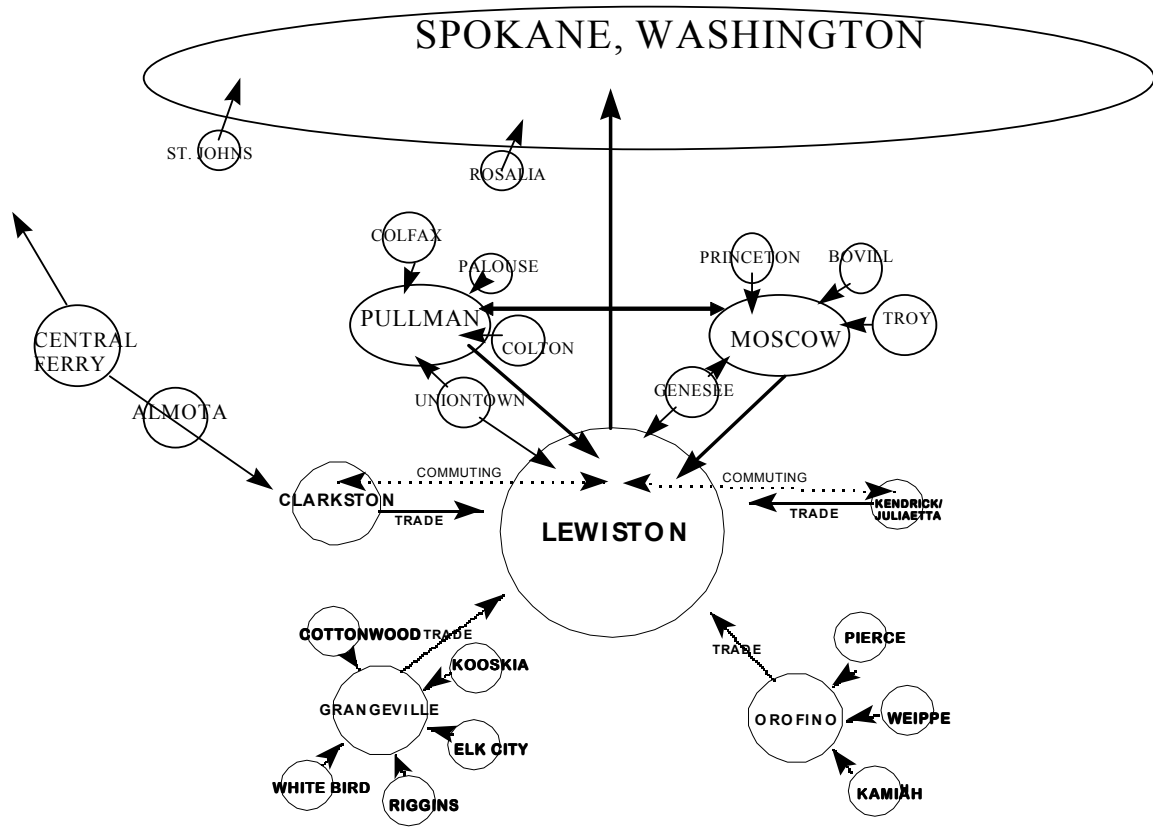 SPOKANE, WASHINGTON
ST. JOHNS
ROSALIA
COLFAX
PALOUSE
PRINCETON
BOVILL
PULLMAN
COLTON
MOSCOW
TROY
CENTRAL
FERRY
ALMOTA
UNIONTOWN
GENESEE
COMMUTING
COMMUTING
CLARKSTON
TRADE
LEWISTON
TRADE
KENDRICK/
JULIAETTA
COTTONWOOD
TRADE
KOOSKIA
GRANGEVILLE
ELK CITY
WHITE BIRD
RIGGINS
TRADE
PIERCE
OROFINO
WEIPPE
KAMIAH